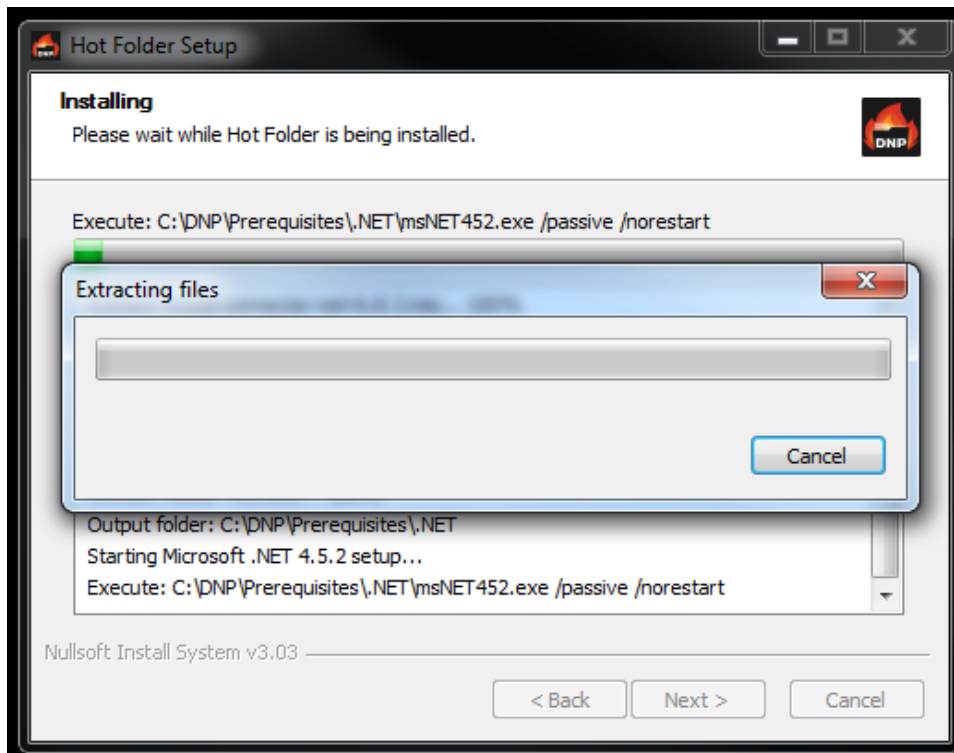 Hot Folder Setup
Installing
Please wait while Hot Folder is being installed.
DNP
Execute: C:\DNP\Prerequisites\.NET\msNET452.exe /passive /norestart
Extracting files
Cancel
Output folder: C:\DNP\Prerequisites\.NET
Starting Microsoft .NET 4.5.2 setup...
Execute: C:\DNP\Prerequisites\.NET\msNET452.exe /passive /norestart
Nullsoft Install System v3.03
< Back Next > Cancel